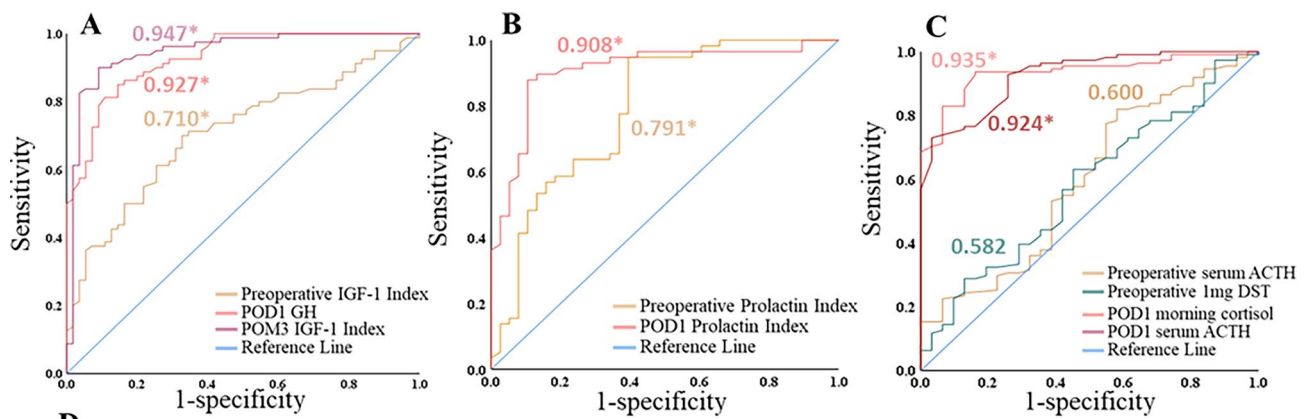 A
0.947*
0.927*
0.710*
Sensitivity
1.0
0.8
0.6
0.4
0.2
0.0
0.0 0.2 0.4 0.6 0.8 1.0
1-specificity
Preoperative IGF-1 Index
POD1 GH
POM3 IGF-1 Index
Reference Line
B
0.908*
0.791*
Sensitivity
1.0
0.8
0.6
0.4
0.2
0.0
0.0 0.2 0.4 0.6 0.8 1.0
1-specificity
Preoperative Prolactin Index
POD1 Prolactin Index
Reference Line
C
0.935*
0.600
0.924*
0.582
Sensitivity
1.0
0.8
0.6
0.4
0.2
0.0
0.0 0.2 0.4 0.6 0.8 1.0
1-specificity
Preoperative serum ACTH
Preoperative 1mg DST
POD1 morning cortisol
POD1 serum ACTH
Reference Line